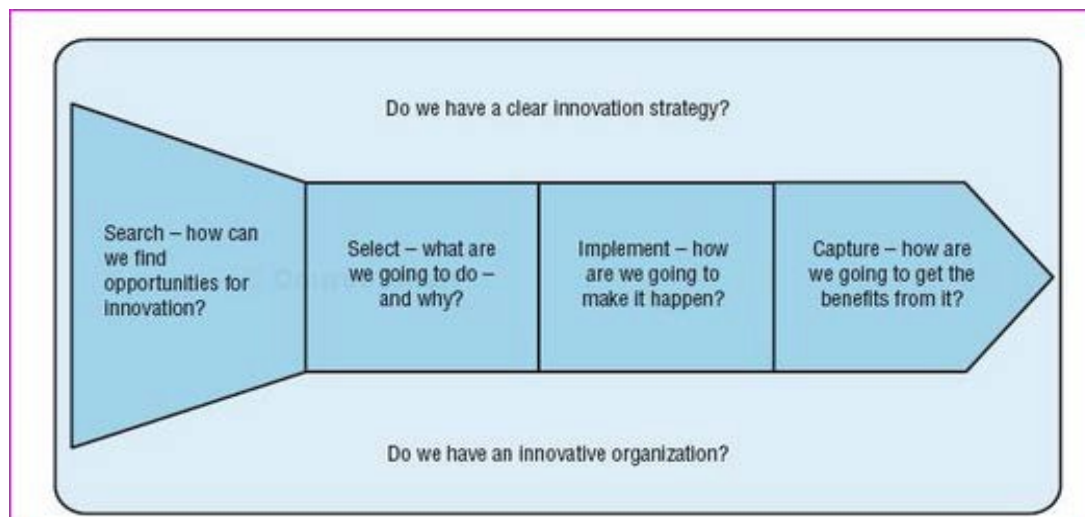 Do we have a clear innovation strategy?
Search – how can
we find
opportunities for
innovation?
Select – what are
we going to do –
and why?
Implement – how
are we going to
make it happen?
Capture – how are
we going to get the
benefits from it?
Do we have an innovative organization?